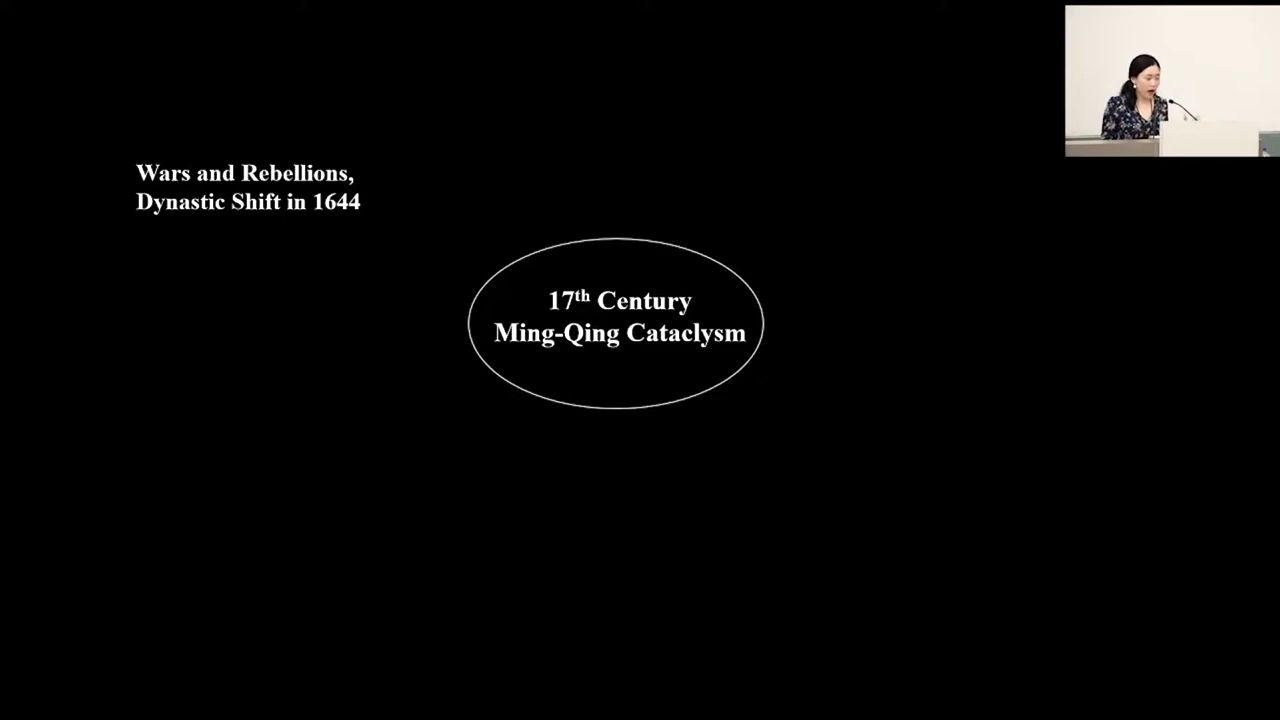 Wars and Rebellions,
Dynastic Shift in 1644
17th Century
Ming-Qing Cataclysm